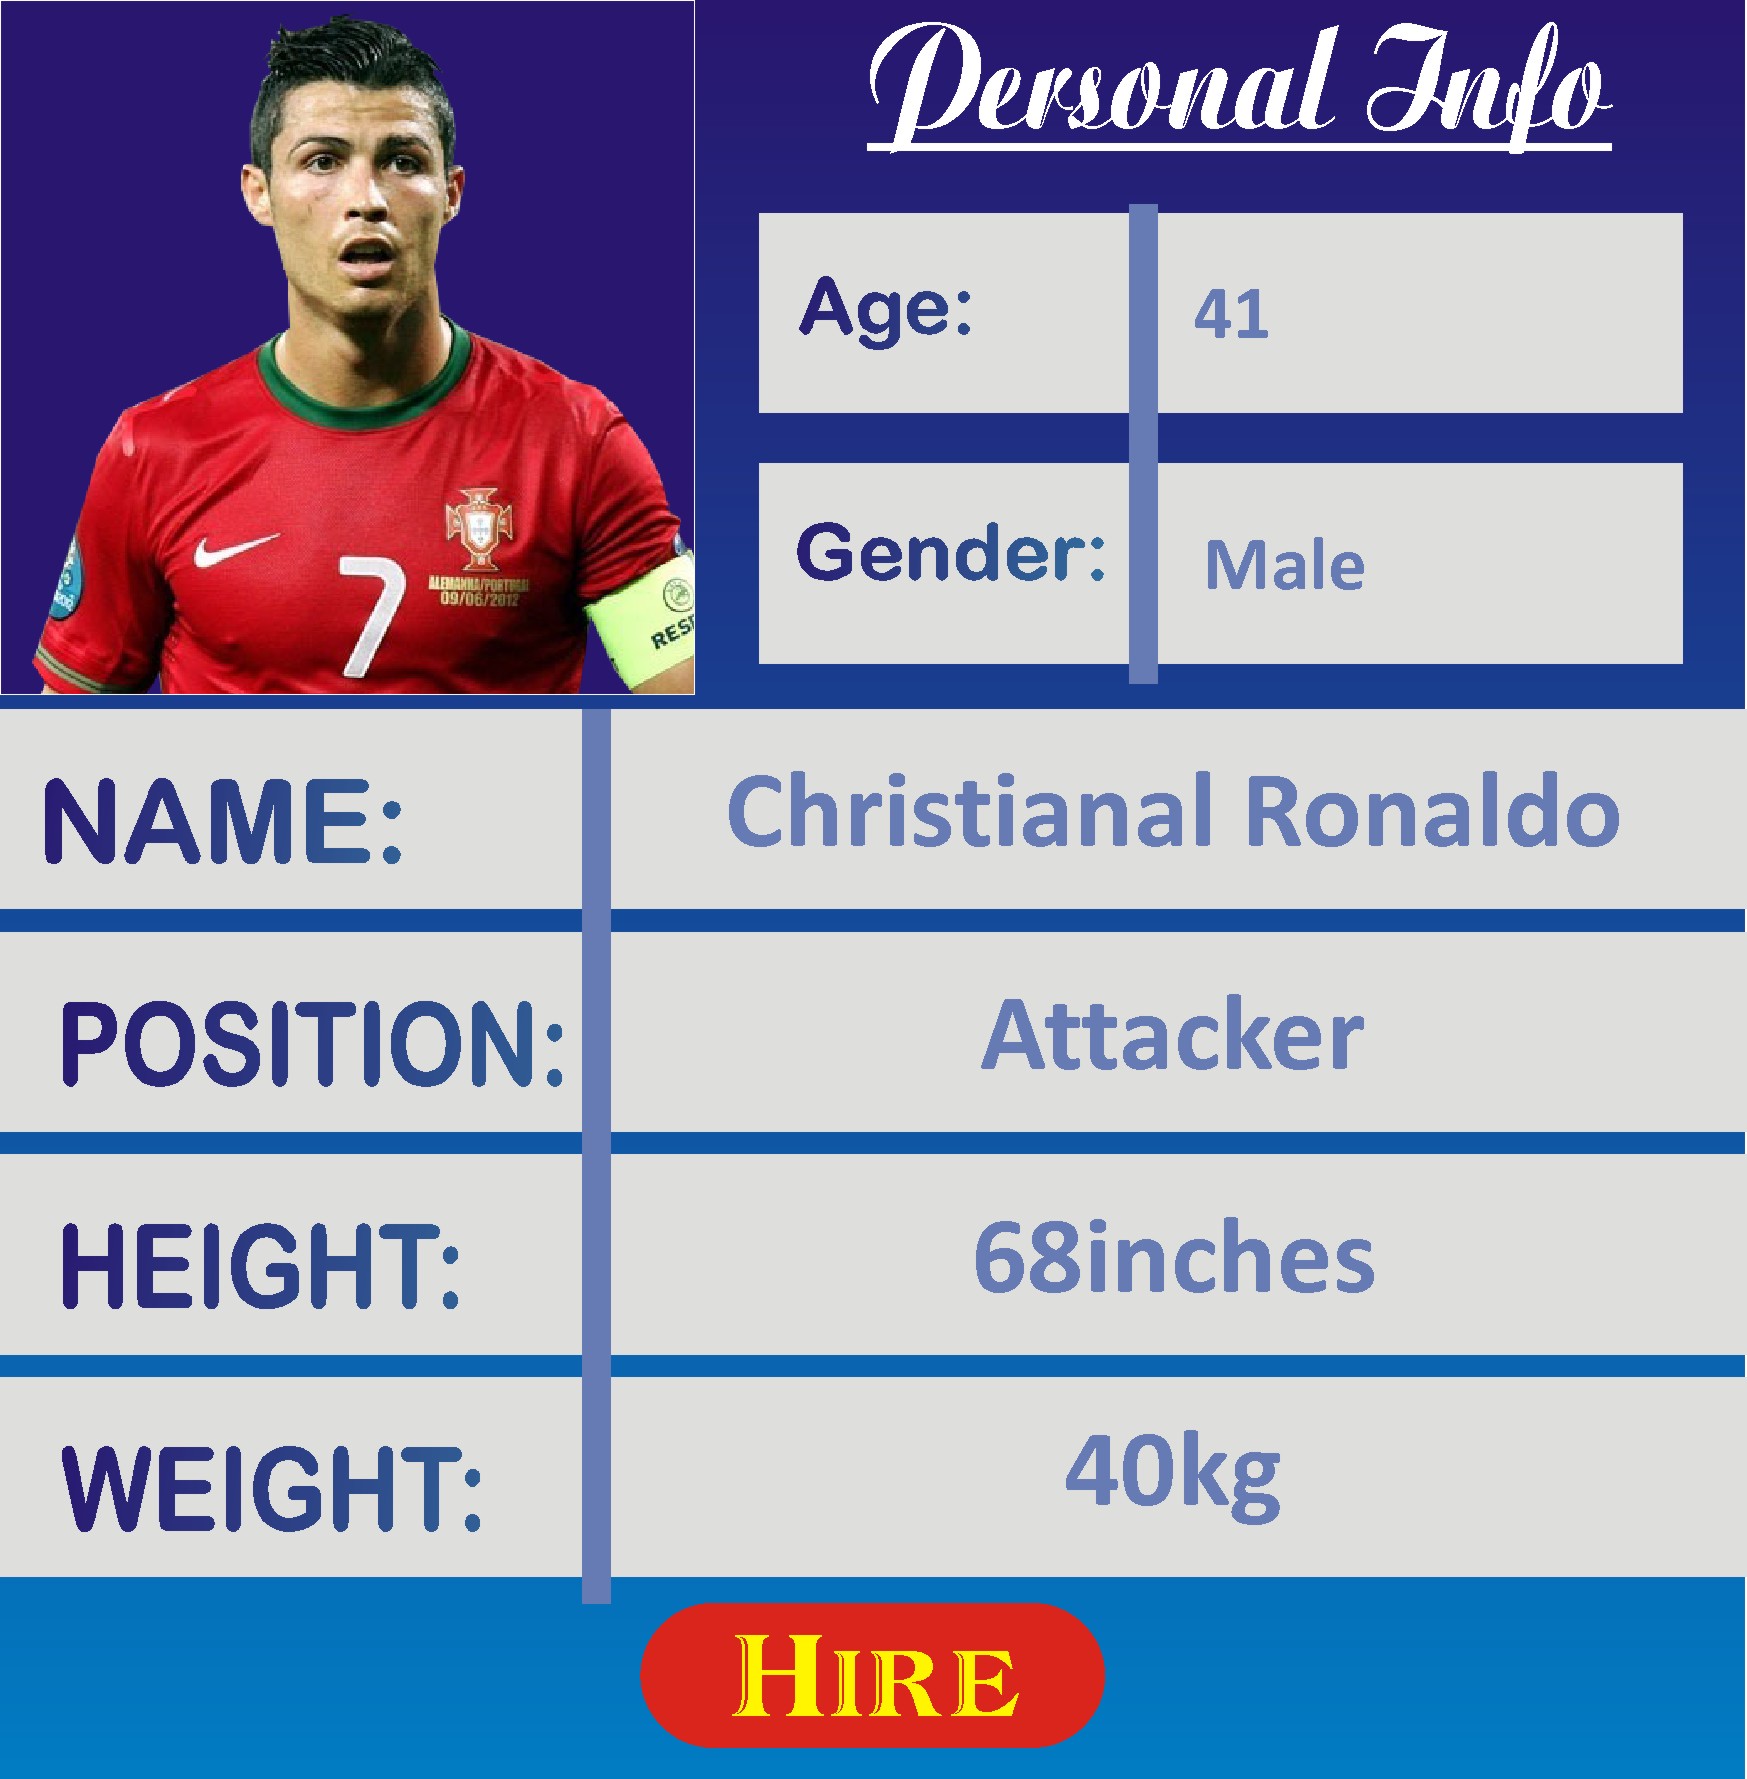 Personal Info
Age: 41
Gender: Male
ALEMANHA/PORTUGAL
09/06/2012
7
RES
NAME: Christianal Ronaldo
POSITION: Attacker
HEIGHT: 68inches
WEIGHT: 40kg
HIRE